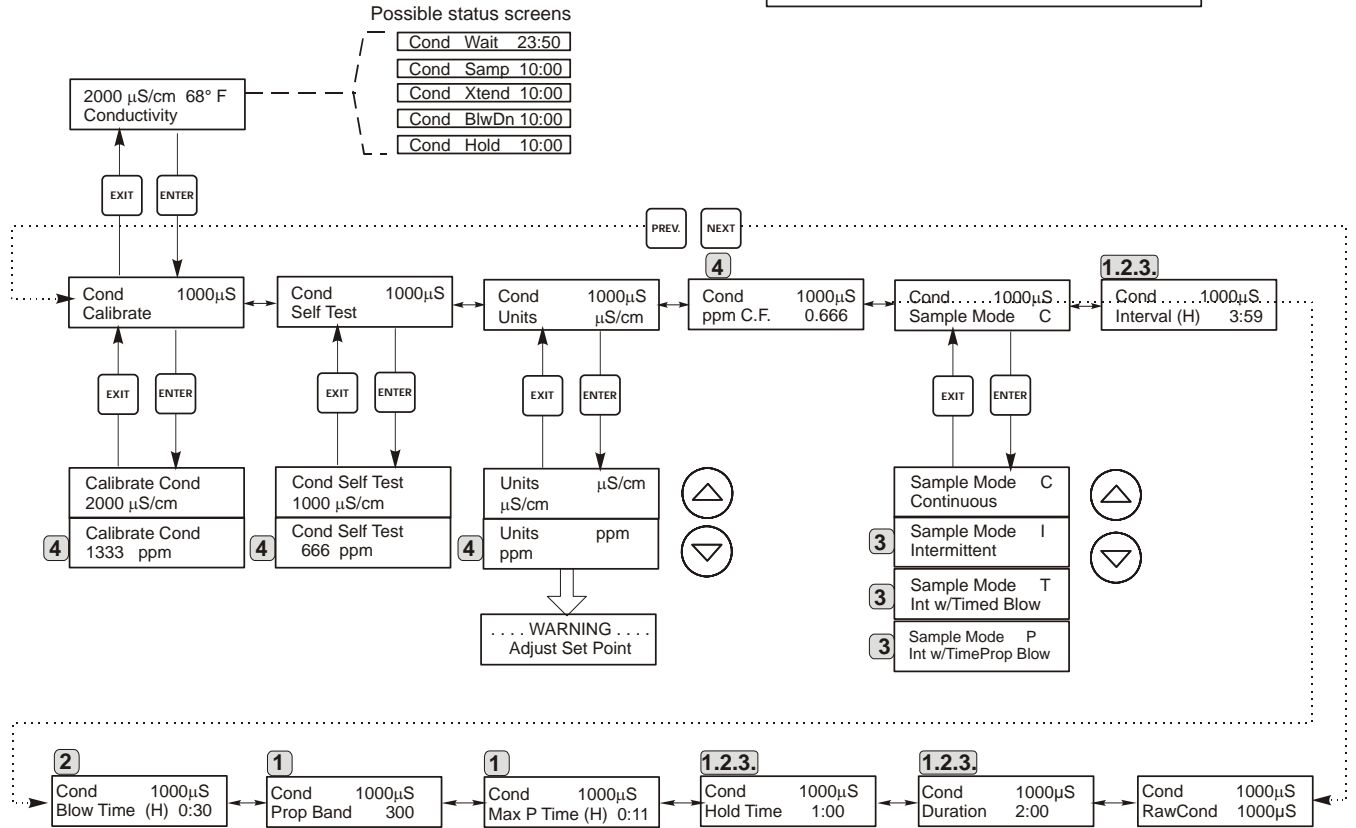 Possible status screens
Cond Wait 23:50
Cond Samp 10:00
Cond Xtend 10:00
Cond BlwDn 10:00
Cond Hold 10:00
2000 µS/cm 68° F
Conductivity
EXIT
ENTER
PREV.
NEXT
Cond 1000µS
Calibrate
Cond 1000µS
Self Test
Cond 1000µS
Units µS/cm
4
Cond 1000µS
ppm C.F. 0.666
Cond 1000µS
Sample Mode C
1.2.3.
Cond 1000µS
Interval (H) 3:59
EXIT
ENTER
EXIT
ENTER
EXIT
ENTER
EXIT
ENTER
Calibrate Cond
2000 µS/cm
4
Calibrate Cond
1333 ppm
Cond Self Test
1000 µS/cm
4
Cond Self Test
666 ppm
Units µS/cm
µS/cm
4
Units ppm
ppm
. . . . WARNING . . . .
Adjust Set Point
Sample Mode C
Continuous
3
Sample Mode I
Intermittent
3
Sample Mode T
Int w/Timed Blow
3
Sample Mode P
Int w/TimeProp Blow
2
Cond 1000µS
Blow Time (H) 0:30
1
Cond 1000µS
Prop Band 300
1
Cond 1000µS
Max P Time (H) 0:11
1.2.3.
Cond 1000µS
Hold Time 1:00
1.2.3.
Cond 1000µS
Duration 2:00
Cond 1000µS
RawCond 1000µS